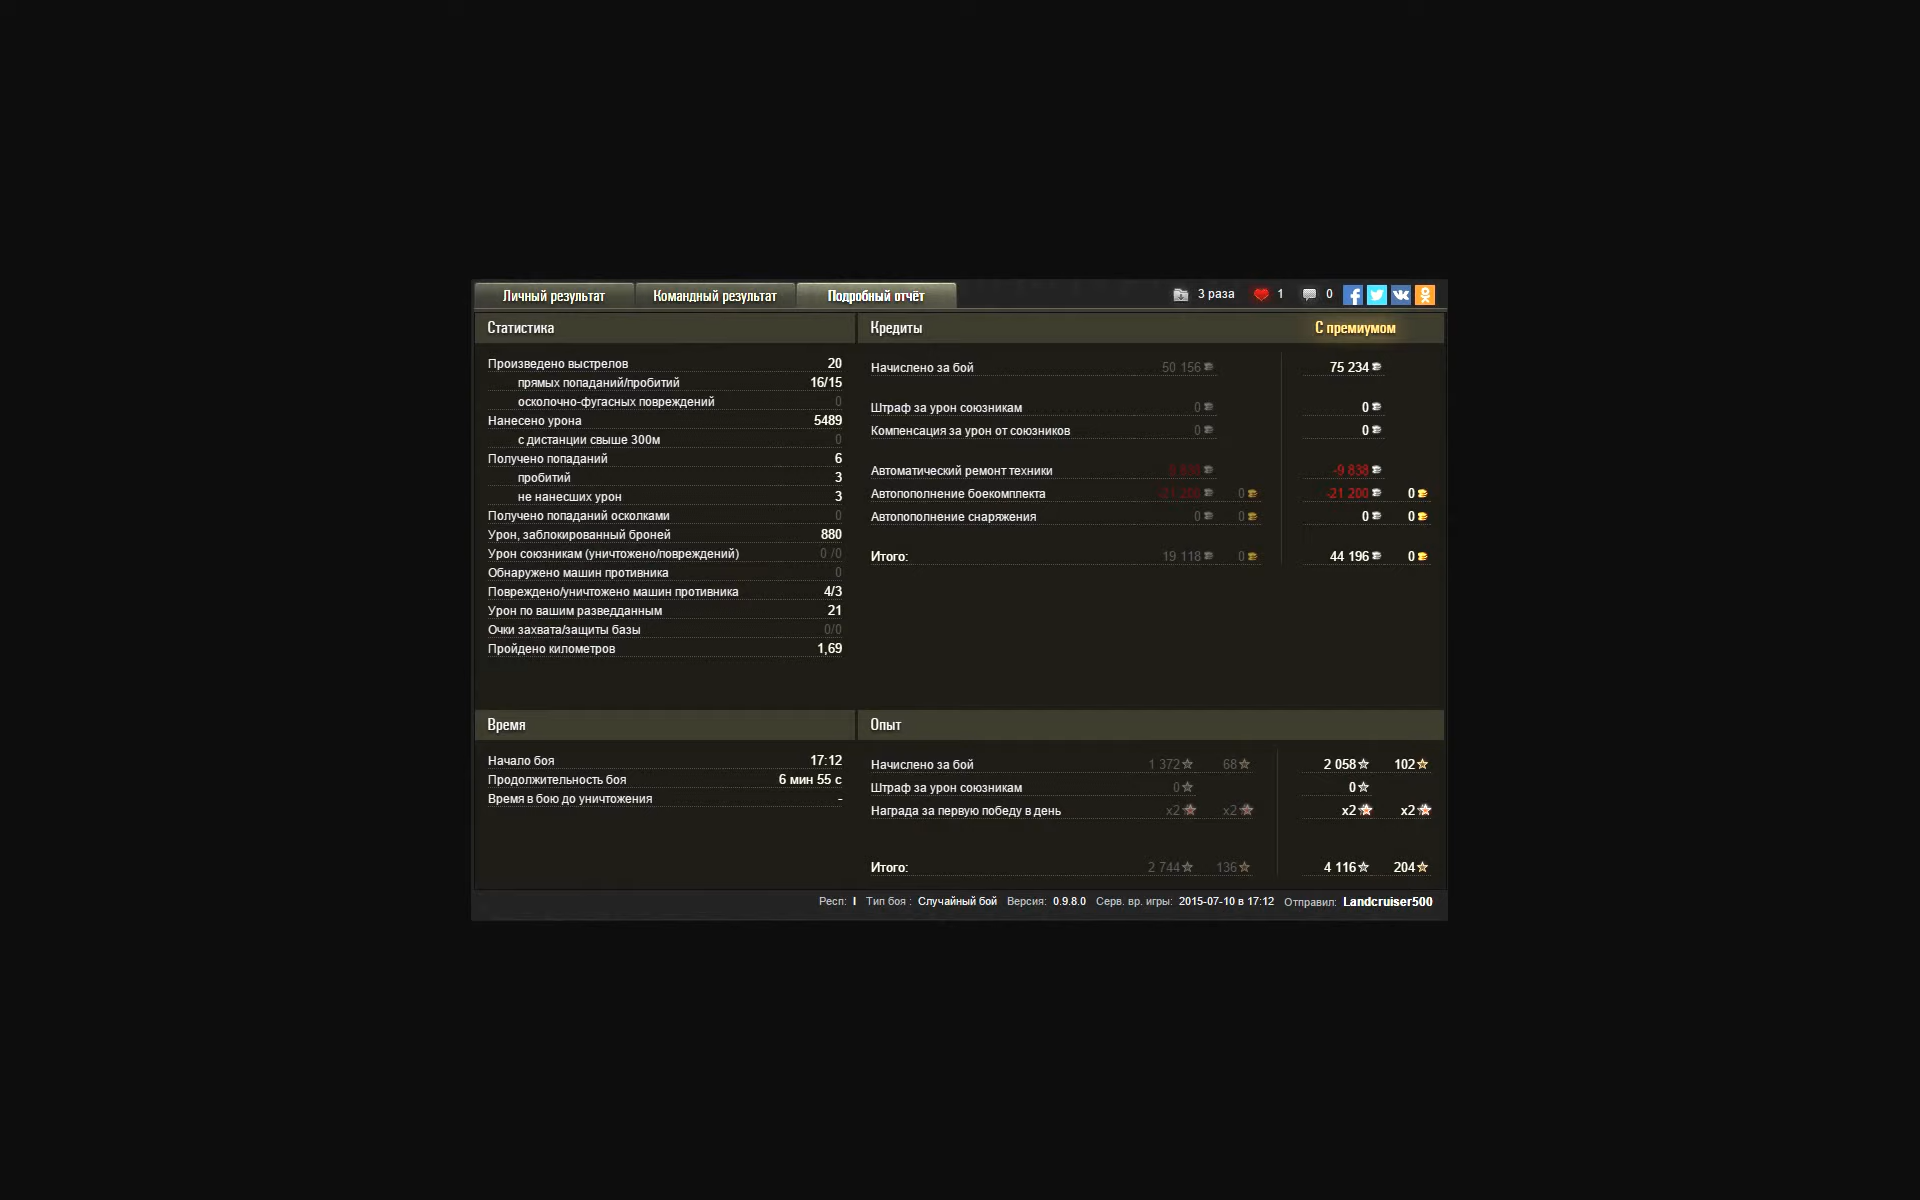 Личный результат Командный результат Подробный отчёт 3 раза 1 0
Статистика
Произведено выстрелов 20
прямых попаданий/пробитий 16/15
осколочно-фугасных повреждений 0
Нанесено урона 5489
с дистанции свыше 300м 0
Получено попаданий 6
пробитий 3
не нанесших урон 3
Получено попаданий осколками 0
Урон, заблокированный броней 880
Урон союзникам (уничтожено/повреждений) 0 /0
Обнаружено машин противника 0
Повреждено/уничтожено машин противника 4/3
Урон по вашим разведданным 21
Очки захвата/защиты базы 0/0
Пройдено километров 1,69
Кредиты С премиумом
Начислено за бой 50 156 75 234
Штраф за урон союзникам 0 0
Компенсация за урон от союзников 0 0
Автоматический ремонт техники -9 838
Автопополнение боекомплекта -21 200 0 -21 200 0
Автопополнение снаряжения 0 0 0 0
Итого: 19 118 0 44 196 0
Время
Начало боя 17:12
Продолжительность боя 6 мин 55 с
Время в бою до уничтожения -
Опыт
Начислено за бой 1 372 68 2 058 102
Штраф за урон союзникам 0 0
Награда за первую победу в день x2 x2 x2 x2
Итого: 2 744 136 4 116 204
Респ: I Тип боя : Случайный бой Версия: 0.9.8.0 Серв. вр. игры: 2015-07-10 в 17:12 Отправил: Landcruiser500